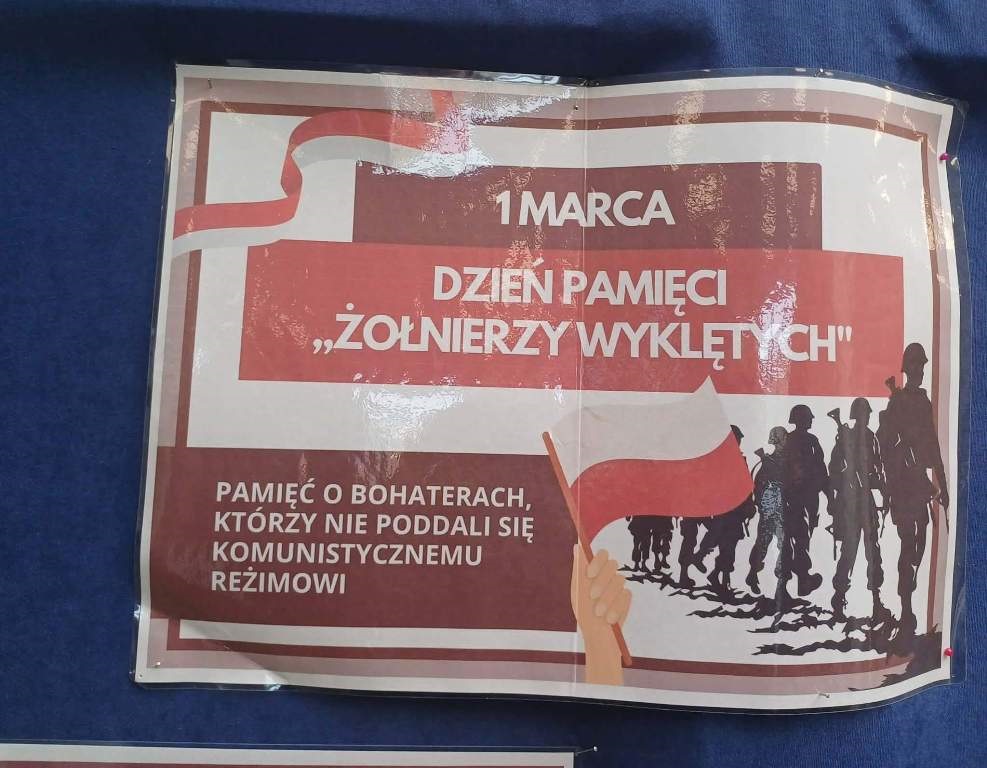 1 MARCA
DZIEŃ PAMIĘCI
„ŻOŁNIERZY WYKLĘTYCH"
PAMIĘĆ O BOHATERACH,
KTÓRZY NIE PODDALI SIĘ
KOMUNISTYCZNEMU
REŻIMOWI